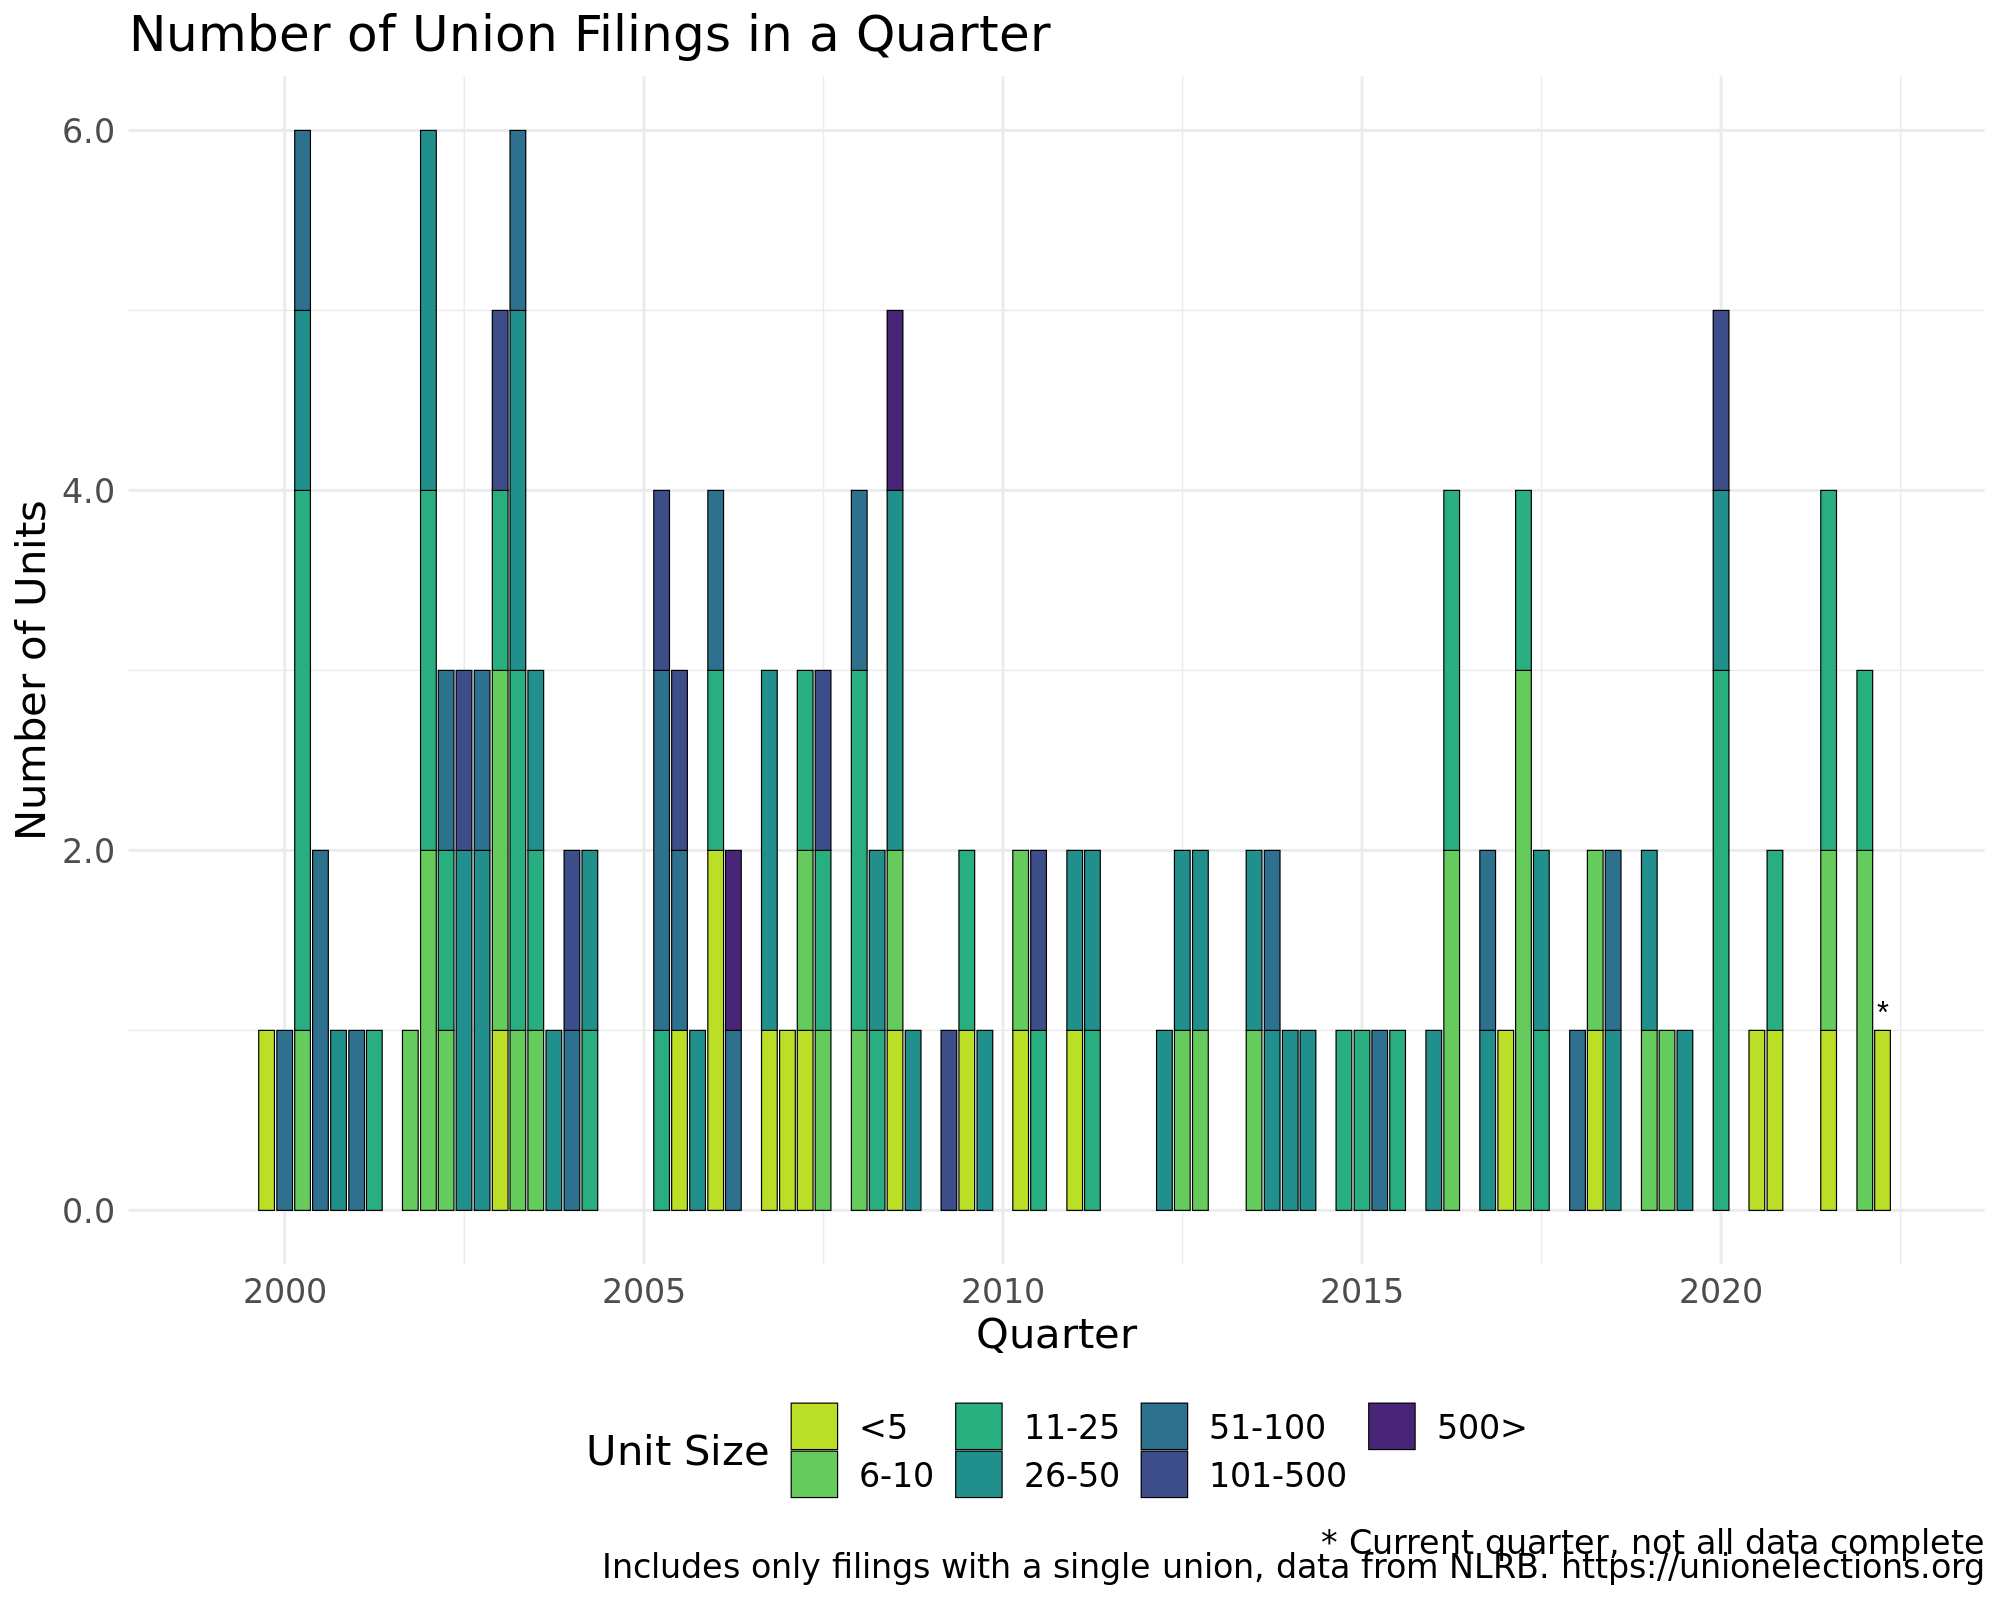 Number of Union Filings in a Quarter
6.0
4.0
2.0
0.0
Number of Units
*
2000 2005 2010 2015 2020
Quarter
Unit Size
<5 11-25 51-100 500>
6-10 26-50 101-500
* Current quarter, not all data complete
Includes only filings with a single union, data from NLRB. https://unionelections.org